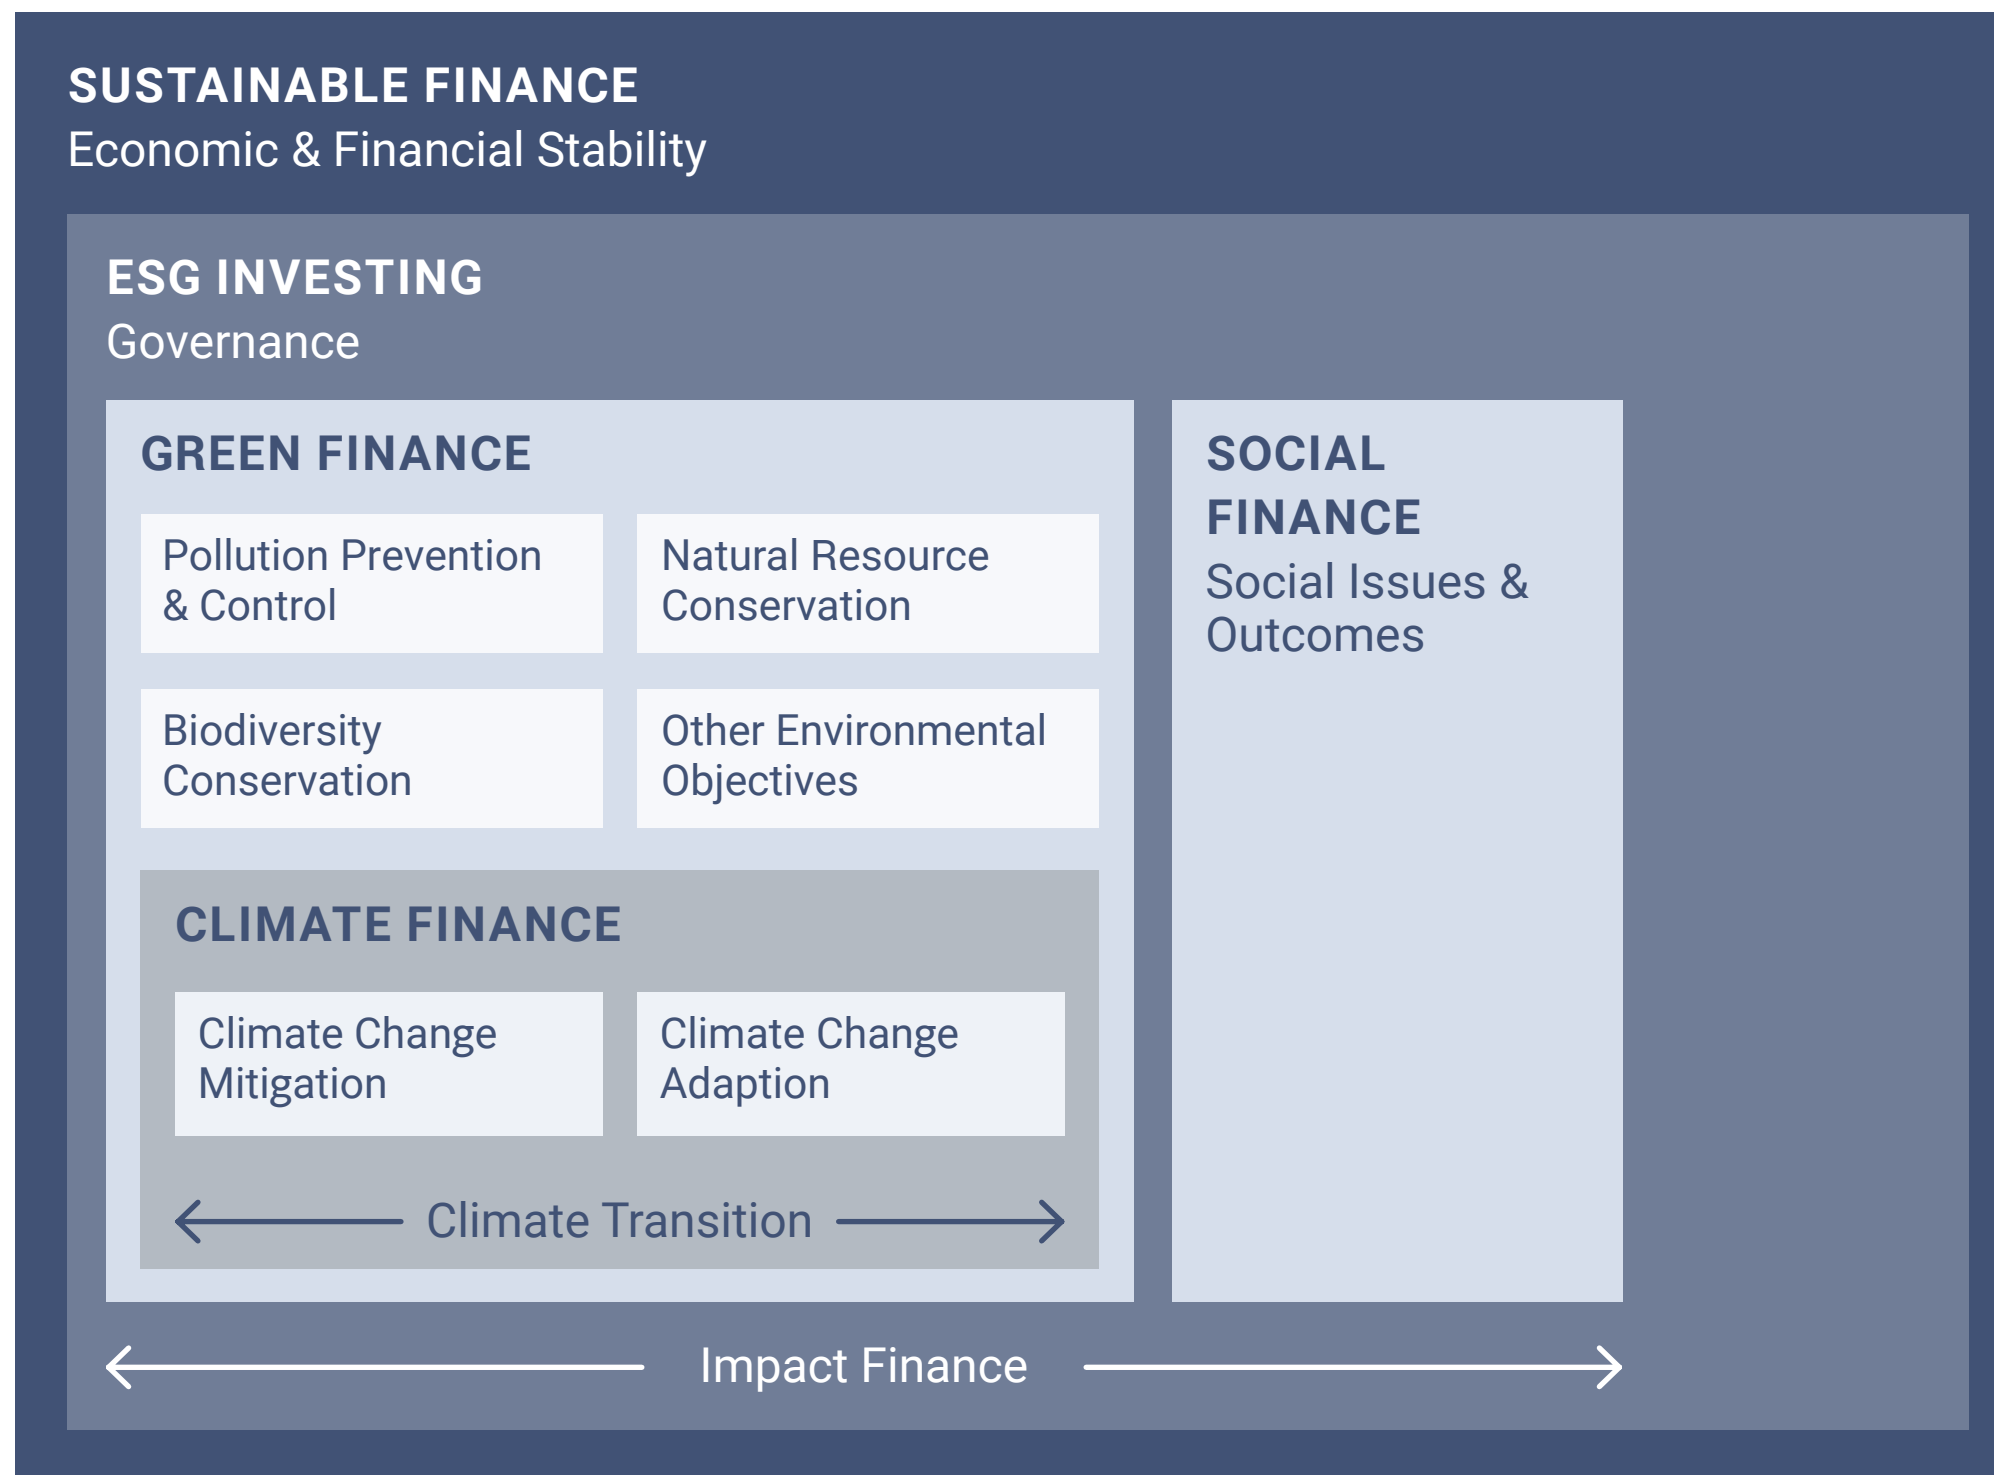 SUSTAINABLE FINANCE
Economic & Financial Stability
ESG INVESTING
Governance
GREEN FINANCE
Pollution Prevention
& Control
Natural Resource
Conservation
Biodiversity
Conservation
Other Environmental
Objectives
CLIMATE FINANCE
Climate Change
Mitigation
Climate Change
Adaption
Climate Transition
SOCIAL
FINANCE
Social Issues &
Outcomes
Impact Finance